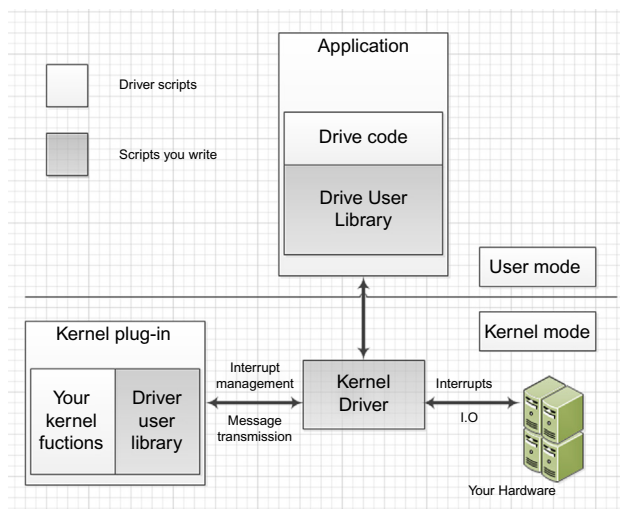 Application
Driver scripts
Scripts you write
Drive code
Drive User
Library
User mode
Kernel mode
Kernel plug-in
Your
kernel
fuctions
Driver
user
library
Interrupt
management
Message
transmission
Kernel
Driver
Interrupts
I.O
Your Hardware